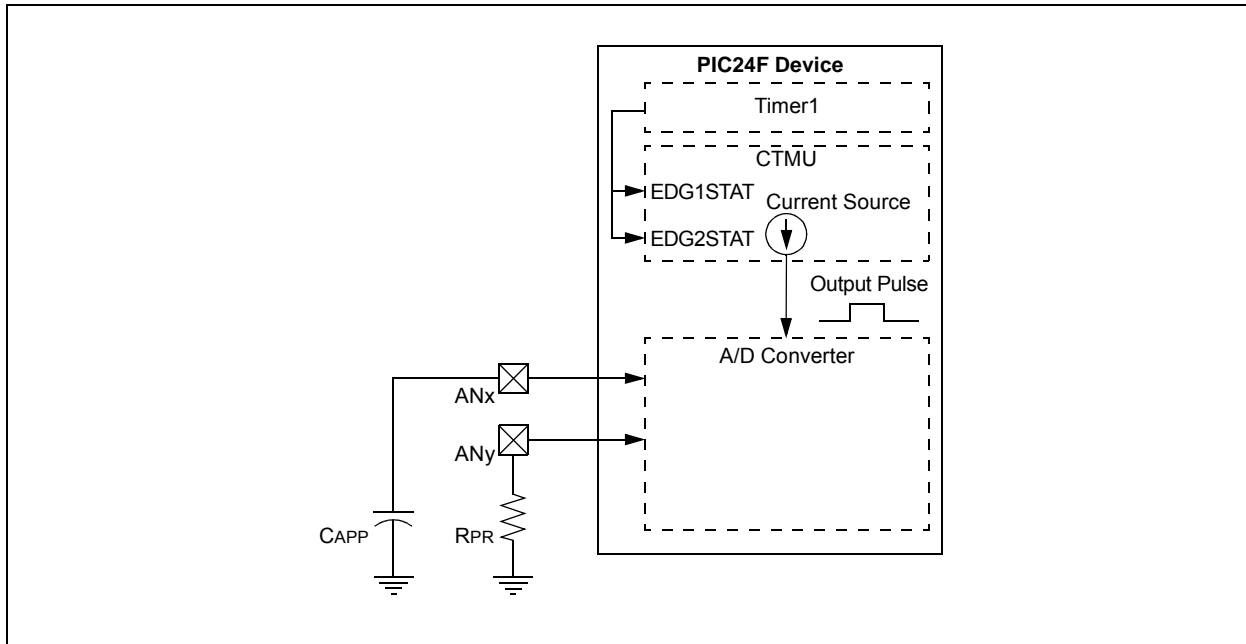 PIC24F Device
Timer1
CTMU
EDG1STAT
Current Source
EDG2STAT
Output Pulse
A/D Converter
ANx
ANy
CAPP
RPR